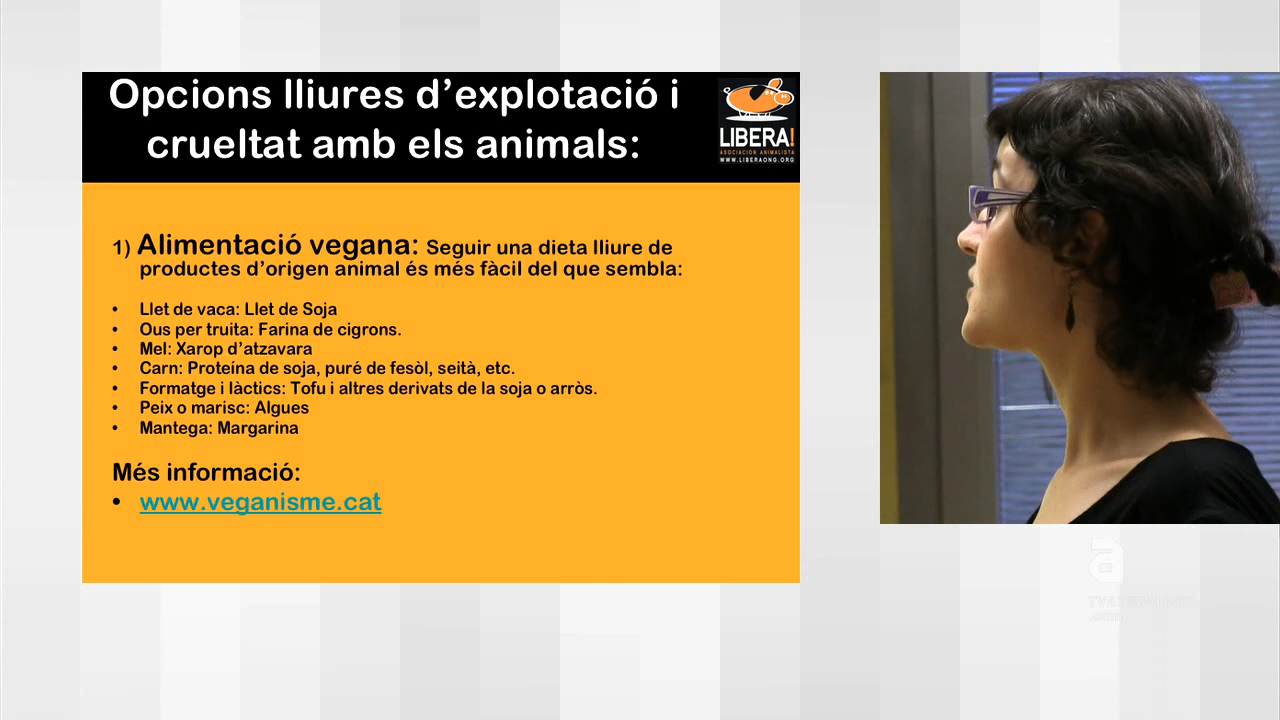 Opcions lliures d'explotació i
crueltat amb els animals:
LIBERA!
ASOCIACION ANIMALISTA
WWW.LIBERAONG.ORG
1) Alimentació vegana: Seguir una dieta lliure de
productes d'origen animal és més fàcil del que sembla:
• Llet de vaca: Llet de Soja
• Ous per truita: Farina de cigrons.
• Mel: Xarop d'atzavara
• Carn: Proteína de soja, puré de fesòl, seità, etc.
• Formatge i làctics: Tofu i altres derivats de la soja o arròs.
• Peix o marisc: Algues
• Mantega: Margarina
Més informació:
• www.veganisme.cat